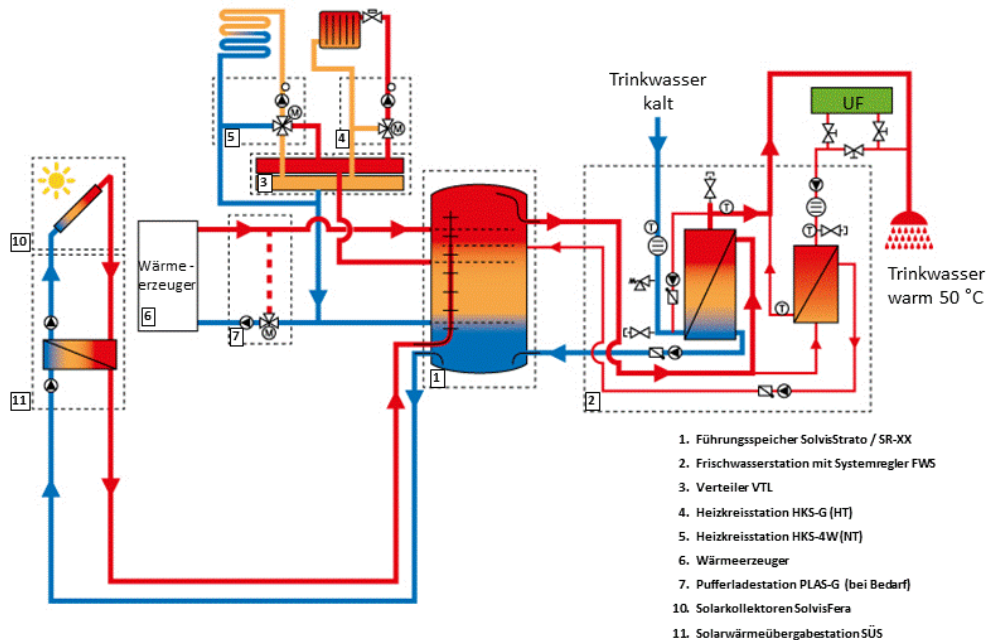 Trinkwasser
kalt
UF
M
M
5
4
3
T
T
T
10
Wärme -
erzeuger
Trinkwasser
warm 50 °C
6
T
M
7
1
2
11
1. Führungsspeicher SolvisStrato / SR-XX
2. Frischwasserstation mit Systemregler FWS
3. Verteiler VTL
4. Heizkreisstation HKS-G (HT)
5. Heizkreisstation HKS-4W (NT)
6. Wärmeerzeuger
7. Pufferladestation PLAS-G (bei Bedarf)
10. Solarkollektoren SolvisFera
11. Solarwärmeübergabestation SÜS